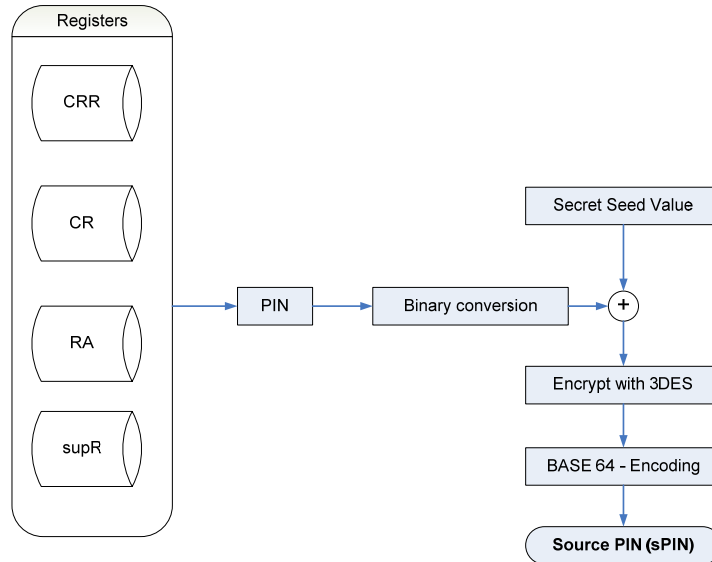 Registers
CRR
CR
RA
supR
PIN
Binary conversion
Secret Seed Value
+
Encrypt with 3DES
BASE 64 - Encoding
Source PIN (sPIN)